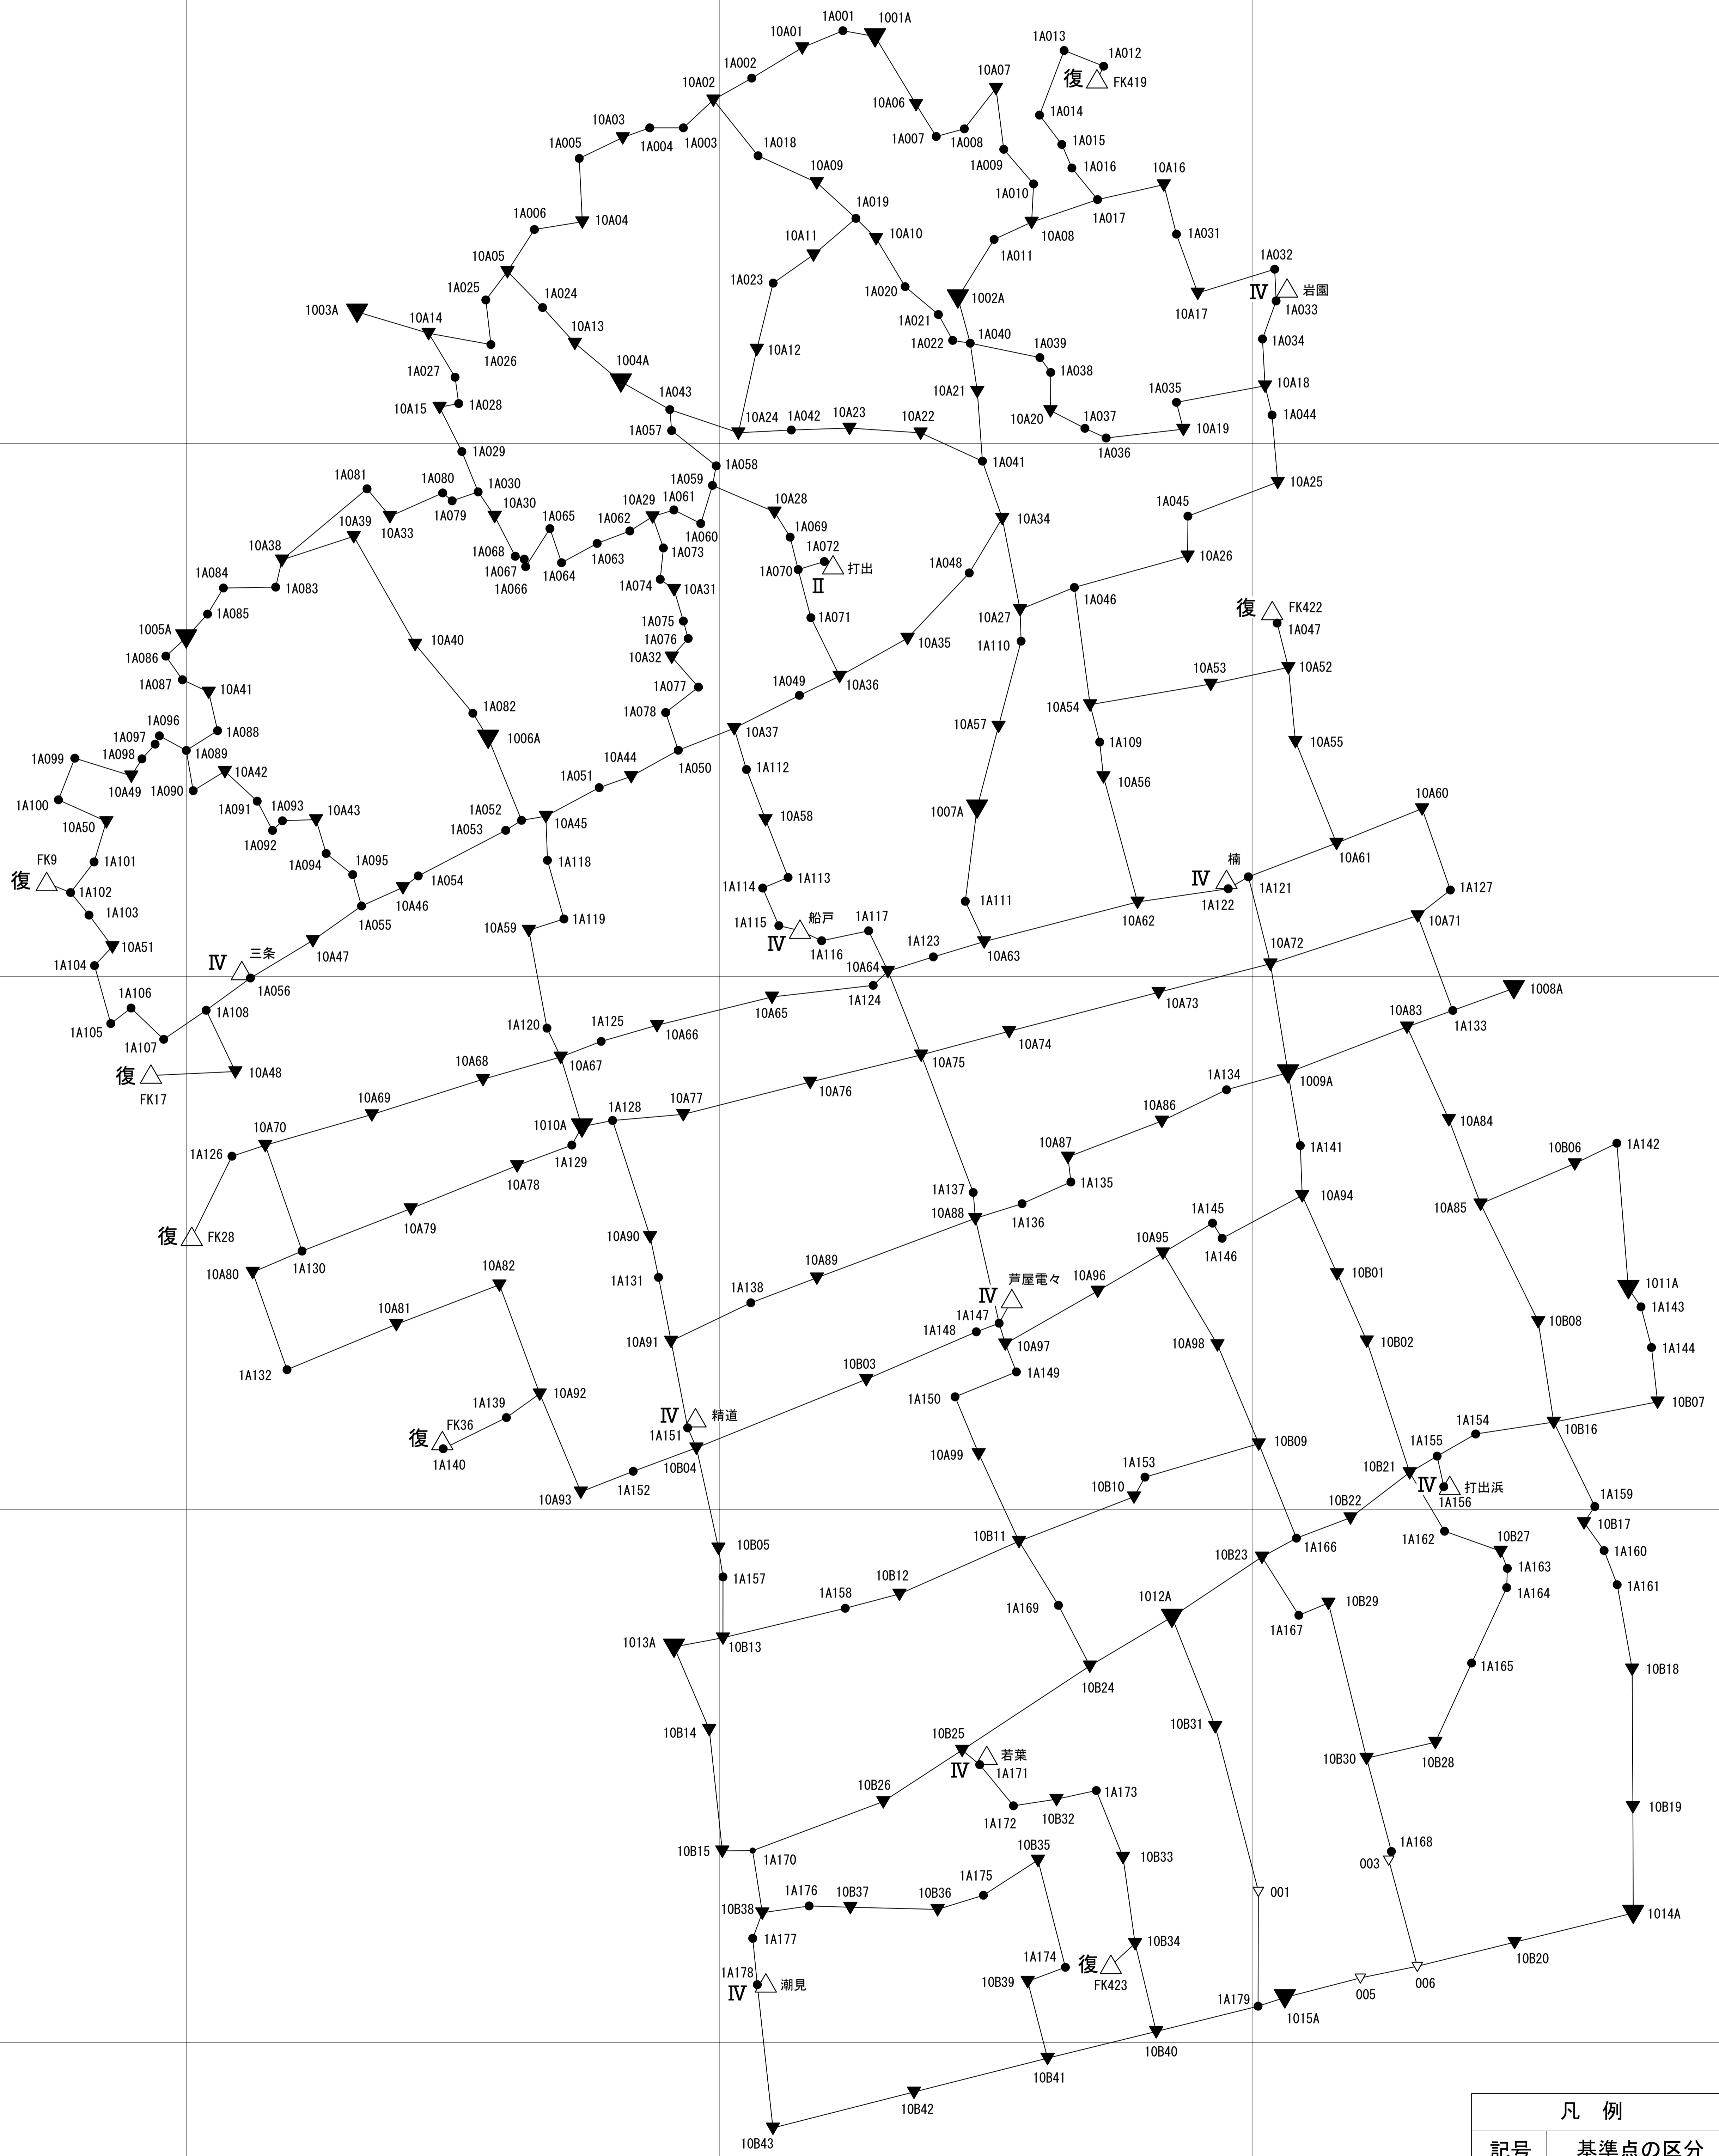 1A001
1001A
10A01
1A013
1A012
1A002
復
FK419
10A07
10A02
10A06
1A014
10A03
1A007
1A008
1A004
1A003
1A015
1A005
1A018
1A009
1A016
10A16
10A09
1A010
1A017
1A006
10A04
1A019
10A11
10A10
10A08
1A031
1A011
10A05
1A032
1A025
1A023
1A020
1002A
Ⅳ
岩園
1A024
1003A
10A14
10A13
1A021
10A17
1A033
1A040
1A022
1A039
1A034
1A026
10A12
1004A
1A027
1A038
1A043
10A21
1A035
10A18
10A15
1A028
10A24
1A042
10A23
10A22
10A20
1A037
1A044
1A057
10A19
1A036
1A029
1A041
1A058
1A081
1A080
1A030
1A059
10A25
1A079
10A30
10A29
1A061
10A28
1A045
10A39
10A33
1A065
1A062
1A060
10A34
1A069
10A38
1A068
1A072
1A073
1A063
10A26
1A067
1A064
1A070
打出
1A048
1A066
1A084
1A074
10A31
Ⅱ
1A083
1A046
1A085
復
FK422
1A071
10A27
1A075
1A047
1005A
1A076
10A40
10A35
1A110
1A086
10A32
10A53
10A52
1A087
10A41
1A077
1A049
10A36
1A082
1A078
10A54
1A096
1A088
10A37
10A57
1A097
1006A
1A109
10A55
1A099
1A098
1A089
10A44
1A050
10A42
1A112
1A051
10A56
10A49
1A090
1A100
1A091
1A093
10A43
1A052
10A60
10A50
1A053
10A45
10A58
1007A
1A092
1A094
10A61
FK9
1A101
1A095
1A118
楠
復
1A054
Ⅳ
1A102
1A114
1A113
1A121
1A127
10A46
1A122
1A103
1A055
1A111
10A62
船戸
1A117
10A71
1A115
1A119
10A59
10A51
10A47
Ⅳ
1A116
1A123
10A63
10A72
三条
Ⅳ
1A104
10A64
1A056
1A124
1008A
1A106
10A65
10A73
1A108
10A83
1A133
1A105
1A120
1A125
10A66
1A107
10A74
10A68
10A67
10A75
復
10A48
1A134
1009A
FK17
10A76
10A69
10A77
1A128
10A86
1010A
10A84
10A70
1A126
10A87
1A141
10B06
1A142
1A129
10A78
1A137
1A135
10A94
10A85
10A88
1A136
1A145
10A79
復
FK28
10A90
10A95
1A146
10A80
1A130
10A82
10A89
芦屋電々
10A96
10B01
1011A
1A131
1A138
Ⅳ
1A143
10A81
1A147
10B08
10A91
1A148
10A97
10A98
10B02
1A144
1A132
10B03
1A149
10A92
1A150
1A139
10B07
Ⅳ
精道
FK36
10B16
1A154
復
1A151
1A155
10B09
1A140
10A99
10B04
1A153
10B21
1A152
10B10
Ⅳ
打出浜
10A93
1A156
10B22
1A159
10B17
10B11
1A162
10B27
10B05
1A166
10B23
1A160
1A163
1A157
10B12
1A158
1A164
1A161
1012A
1A169
10B29
1A167
1013A
10B13
1A165
10B18
10B24
10B14
10B31
10B25
若葉
10B30
10B28
Ⅳ
1A171
10B26
1A173
10B19
1A172
10B32
10B15
1A170
10B35
1A168
10B33
003
1A175
1A176
10B37
10B36
001
10B38
1014A
1A177
10B34
1A174
復
10B20
1A178
潮見
10B39
FK423
006
Ⅳ
005
1A179
1015A
10B40
10B41
10B42
10B43
凡 例
記号
基準点の区分